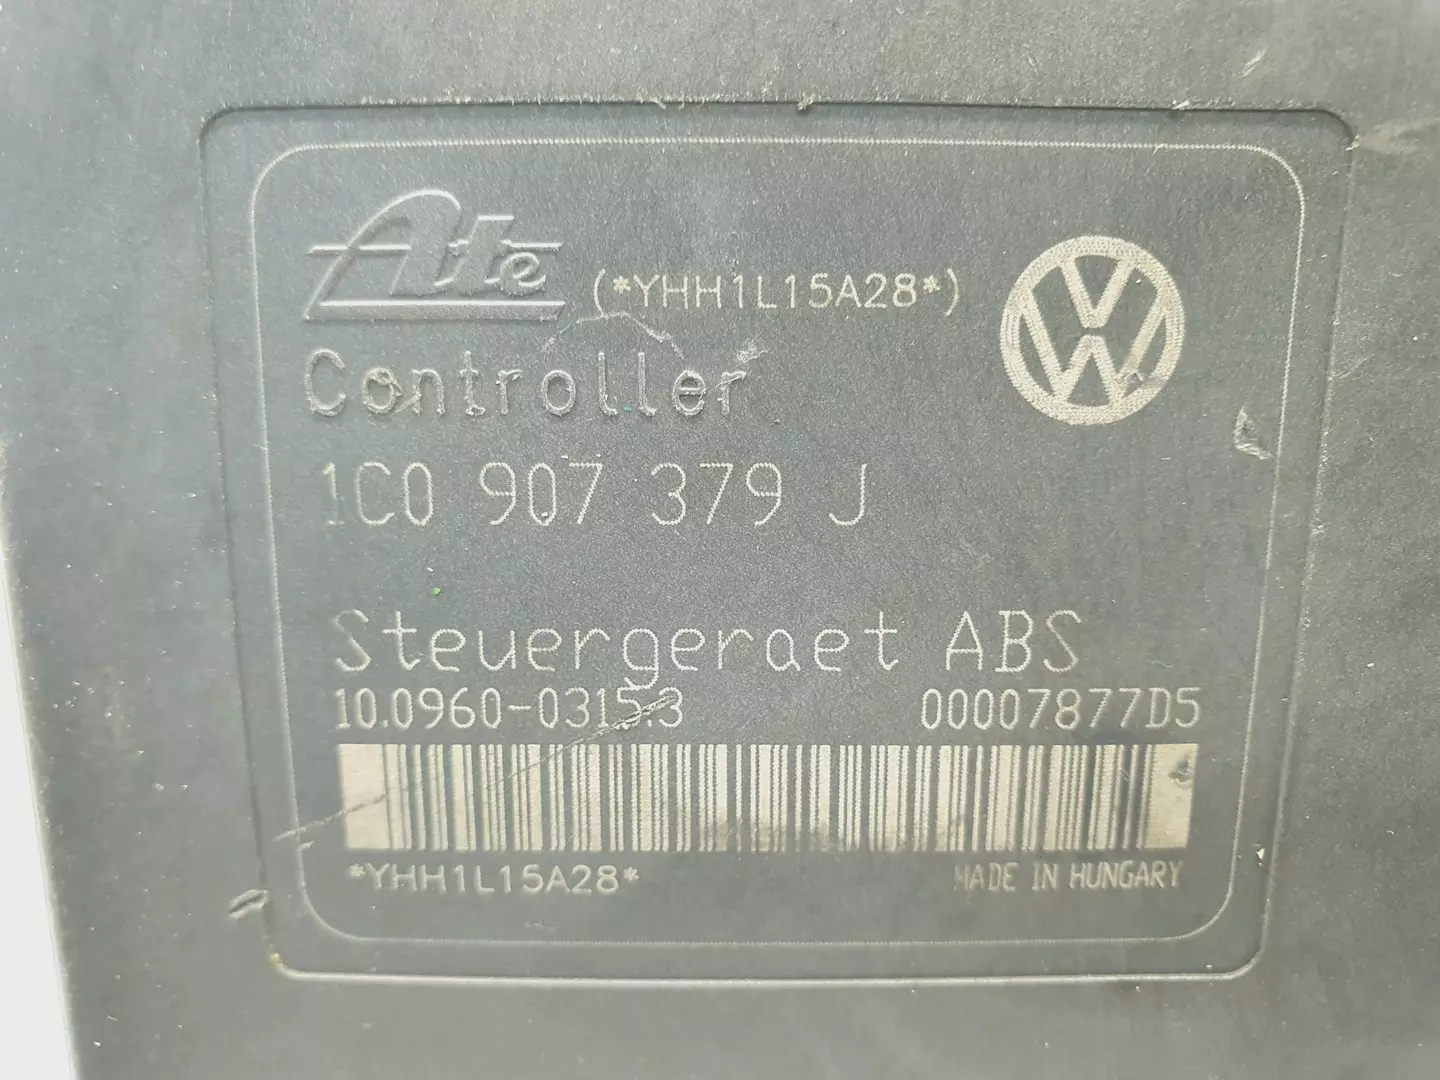 Ate (*YHH1L15A28*)
Controller
1C0 907 379 J
Steuergeraet ABS
10.0960-0315.3 00007877D5
*YHH1L15A28* MADE IN HUNGARY